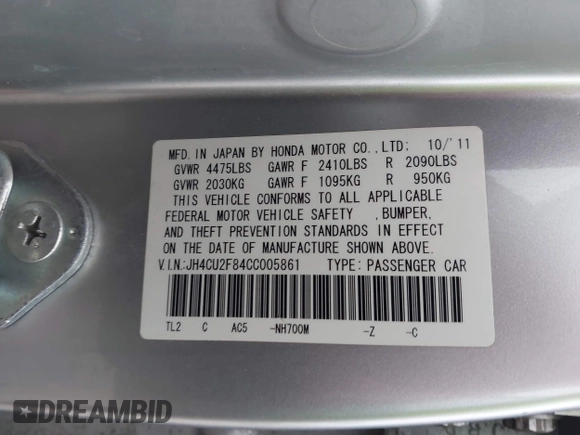 MFD. IN JAPAN BY HONDA MOTOR CO.,LTD: 10/'11
GVWR 4475LBS GAWR F 2410LBS R 2090LBS
GVWR 2030KG GAWR F 1095KG R 950KG
THIS VEHICLE CONFORMS TO ALL APPLICABLE
FEDERAL MOTOR VEHICLE SAFETY ,BUMPER,
AND THEFT PREVENTION STANDARDS IN EFFECT
ON THE DATE OF MANUFACTURE SHOWN ABOVE.
V.I.N.:JH4CU2F84CC005861 TYPE: PASSENGER CAR
TL2 C AC5 -NH700M -Z -C
DREAMBID